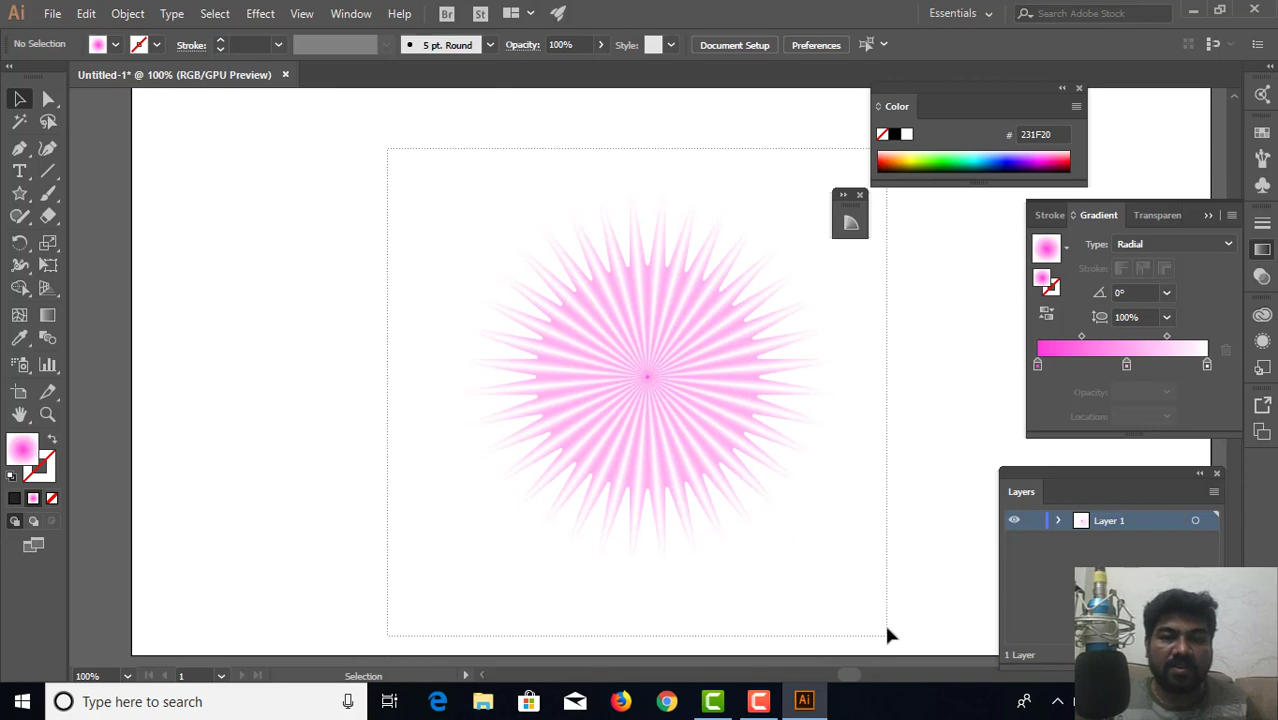 Ai File Edit Object Type Select Effect View Window Help Br St Essentials Search Adobe Stock
No Selection Stroke: 5 pt. Round Opacity: 100% Style: Document Setup Preferences
Untitled-1* @ 100% (RGB/GPU Preview)
Color
# 231F20
Stroke Gradient Transparen
Type: Radial
Stroke:
0°
100%
Opacity:
Location:
Layers
Layer 1
1 Layer
100% 1 Selection
Type here to search Ai